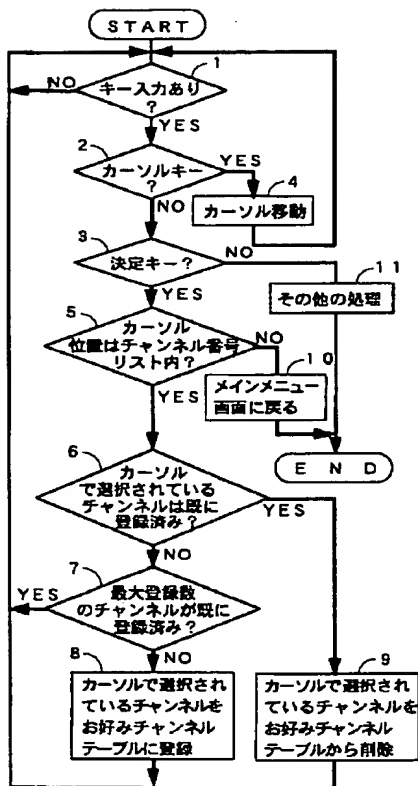 START
1
キー入力あり
?
NO
YES
2
カーソルキー
?
YES
4
カーソル移動
NO
3
決定キー?
NO
11
その他の処理
YES
5
カーソル
位置はチャンネル番号
リスト内?
NO
10
メインメニュー
画面に戻る
YES
END
6
カーソル
で選択されている
チャンネルは既に
登録済み?
YES
NO
7
最大登録数
のチャンネルが既に
登録済み?
YES
NO
8
カーソルで選択され
ているチャンネルを
お好みチャンネル
テーブルに登録
9
カーソルで選択され
ているチャンネルを
お好みチャンネル
テーブルから削除